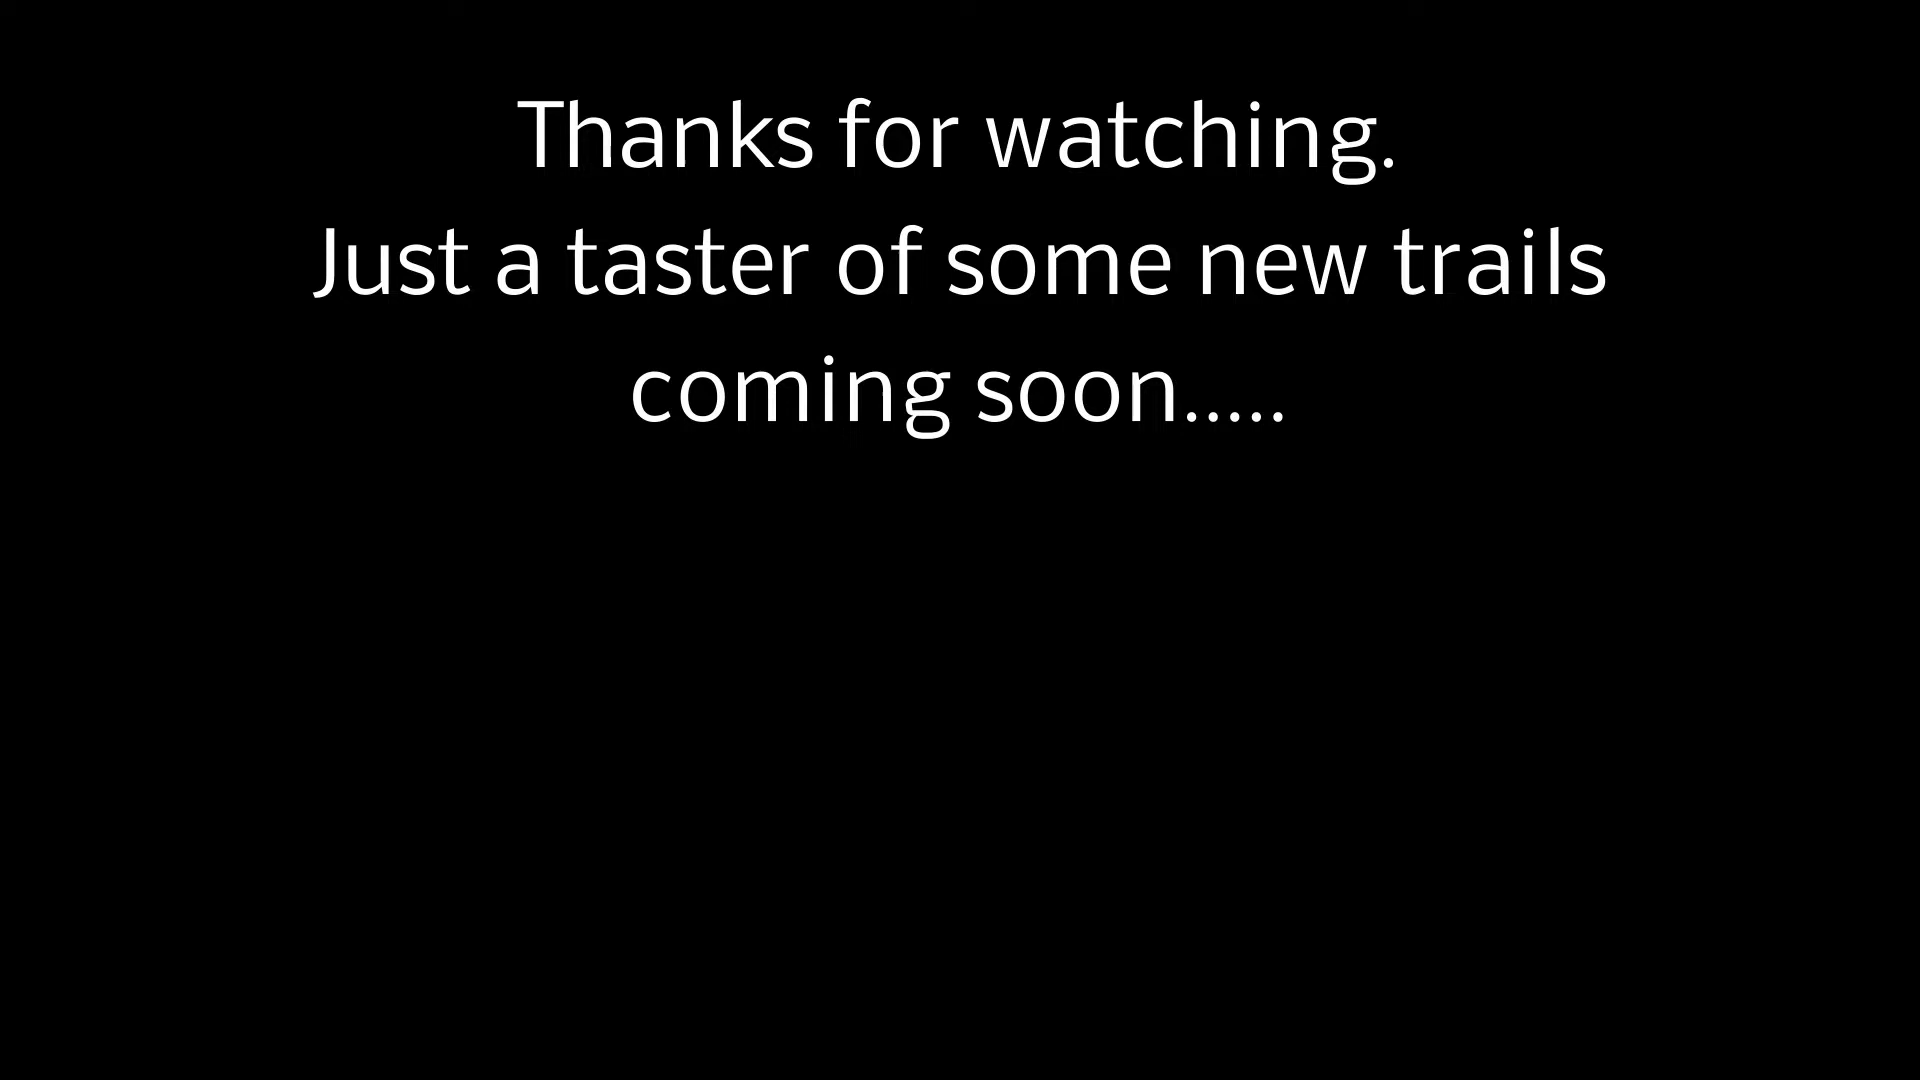 Thanks for watching.
Just a taster of some new trails
coming soon.....